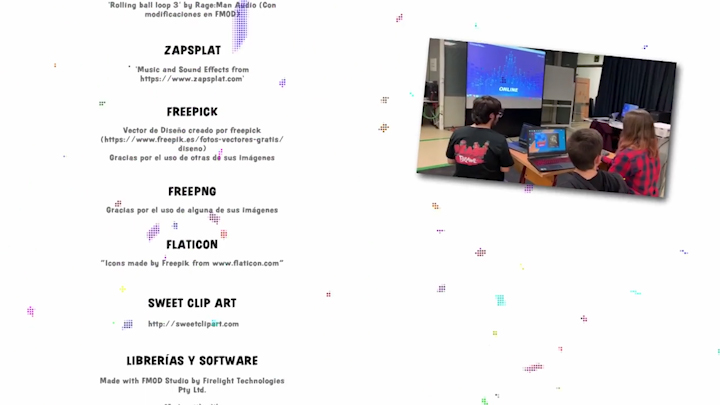 'Rolling ball loop 3' by Rage:Man Audio (Con
modificaciones en FMOD)
ZAPSPLAT
'Music and Sound Effects from
https://www.zapsplat.com'
FREEPICK
Vector de Diseño creado por freepick
(https://www.freepik.es/fotos-vectores-gratis/
diseno)
Gracias por el uso de otras de sus imágenes
FREEPNG
Gracias por el uso de alguna de sus imágenes
FLATICON
"Icons made by Freepik from www.flaticon.com"
SWEET CLIP ART
http://sweetclipart.com
LIBRERÍAS Y SOFTWARE
Made with FMOD Studio by Firelight Technologies
Pty Ltd.
ONLINE